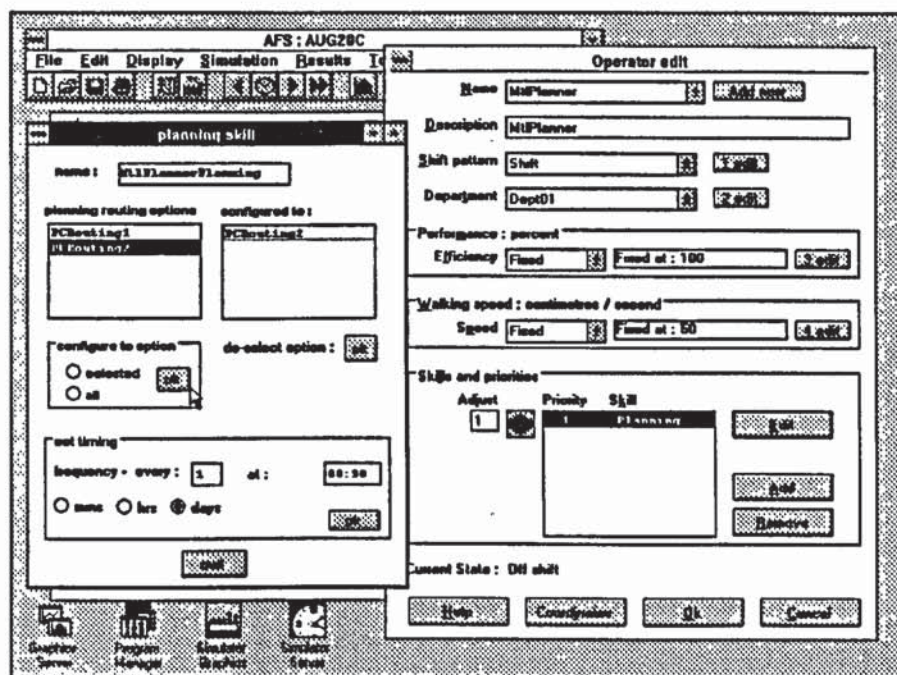 AFS : AUG28C
File Edit Display Simulation Results
planning skill
name : MtlPlannerPlanning
planning routing options
configured to :
PCRouting1
PCRouting2
PCRouting2
configure to option
selected
all
ok
de-select option :
ok
set timing
frequency - every : 1 at :
mns hrs days
ok
quit
Operator edit
Name MtlPlanner Add new
Description MtlPlanner
Shift pattern Shift 1 edit
Department Dept01 2 edit
Performance : percent
Efficiency Fixed Fixed at : 100 3 edit
Walking speed : centimetres / second
Speed Fixed Fixed at : 50 4 edit
Skills and priorities
Adjust Priority Skill
1 1 Planning
Edit
Add
Remove
Current State : Off shift
Help Coordinates Ok Cancel
Graphics Server
Program Manager
Simulator Graphics
Simulator Server